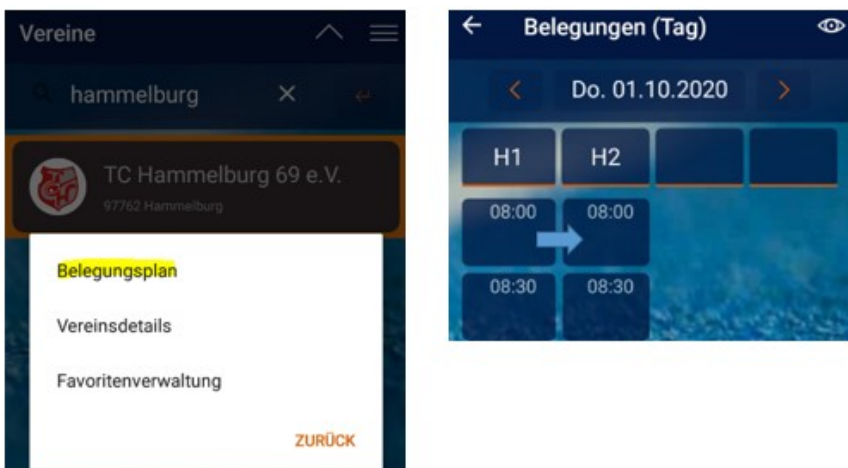 Vereine
hammelburg
TC Hammelburg 69 e.V.
97762 Hammelburg
Belegungsplan
Vereinsdetails
Favoritenverwaltung
ZURÜCK
Belegungen (Tag)
Do. 01.10.2020
H1 H2
08:00 08:00
08:30 08:30